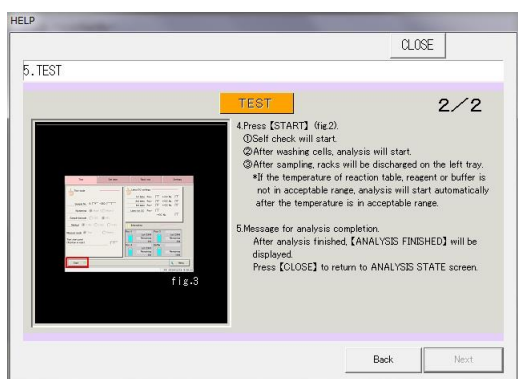 HELP
CLOSE
5.TEST
TEST
2/2
4.Press【START】(fig.2).
①Self check will start.
②After washing cells, analysis will start.
③After sampling, racks will be discharged on the left tray.
*If the temperature of reaction table, reagent or buffer is
not in acceptable range, analysis will start automatically
after the temperature is in acceptable range.
5.Message for analysis completion.
After analysis finished,【ANALYSIS FINISHED】will be
displayed.
Press【CLOSE】to return to ANALYSIS STATE screen.
fig.3
Back
Next